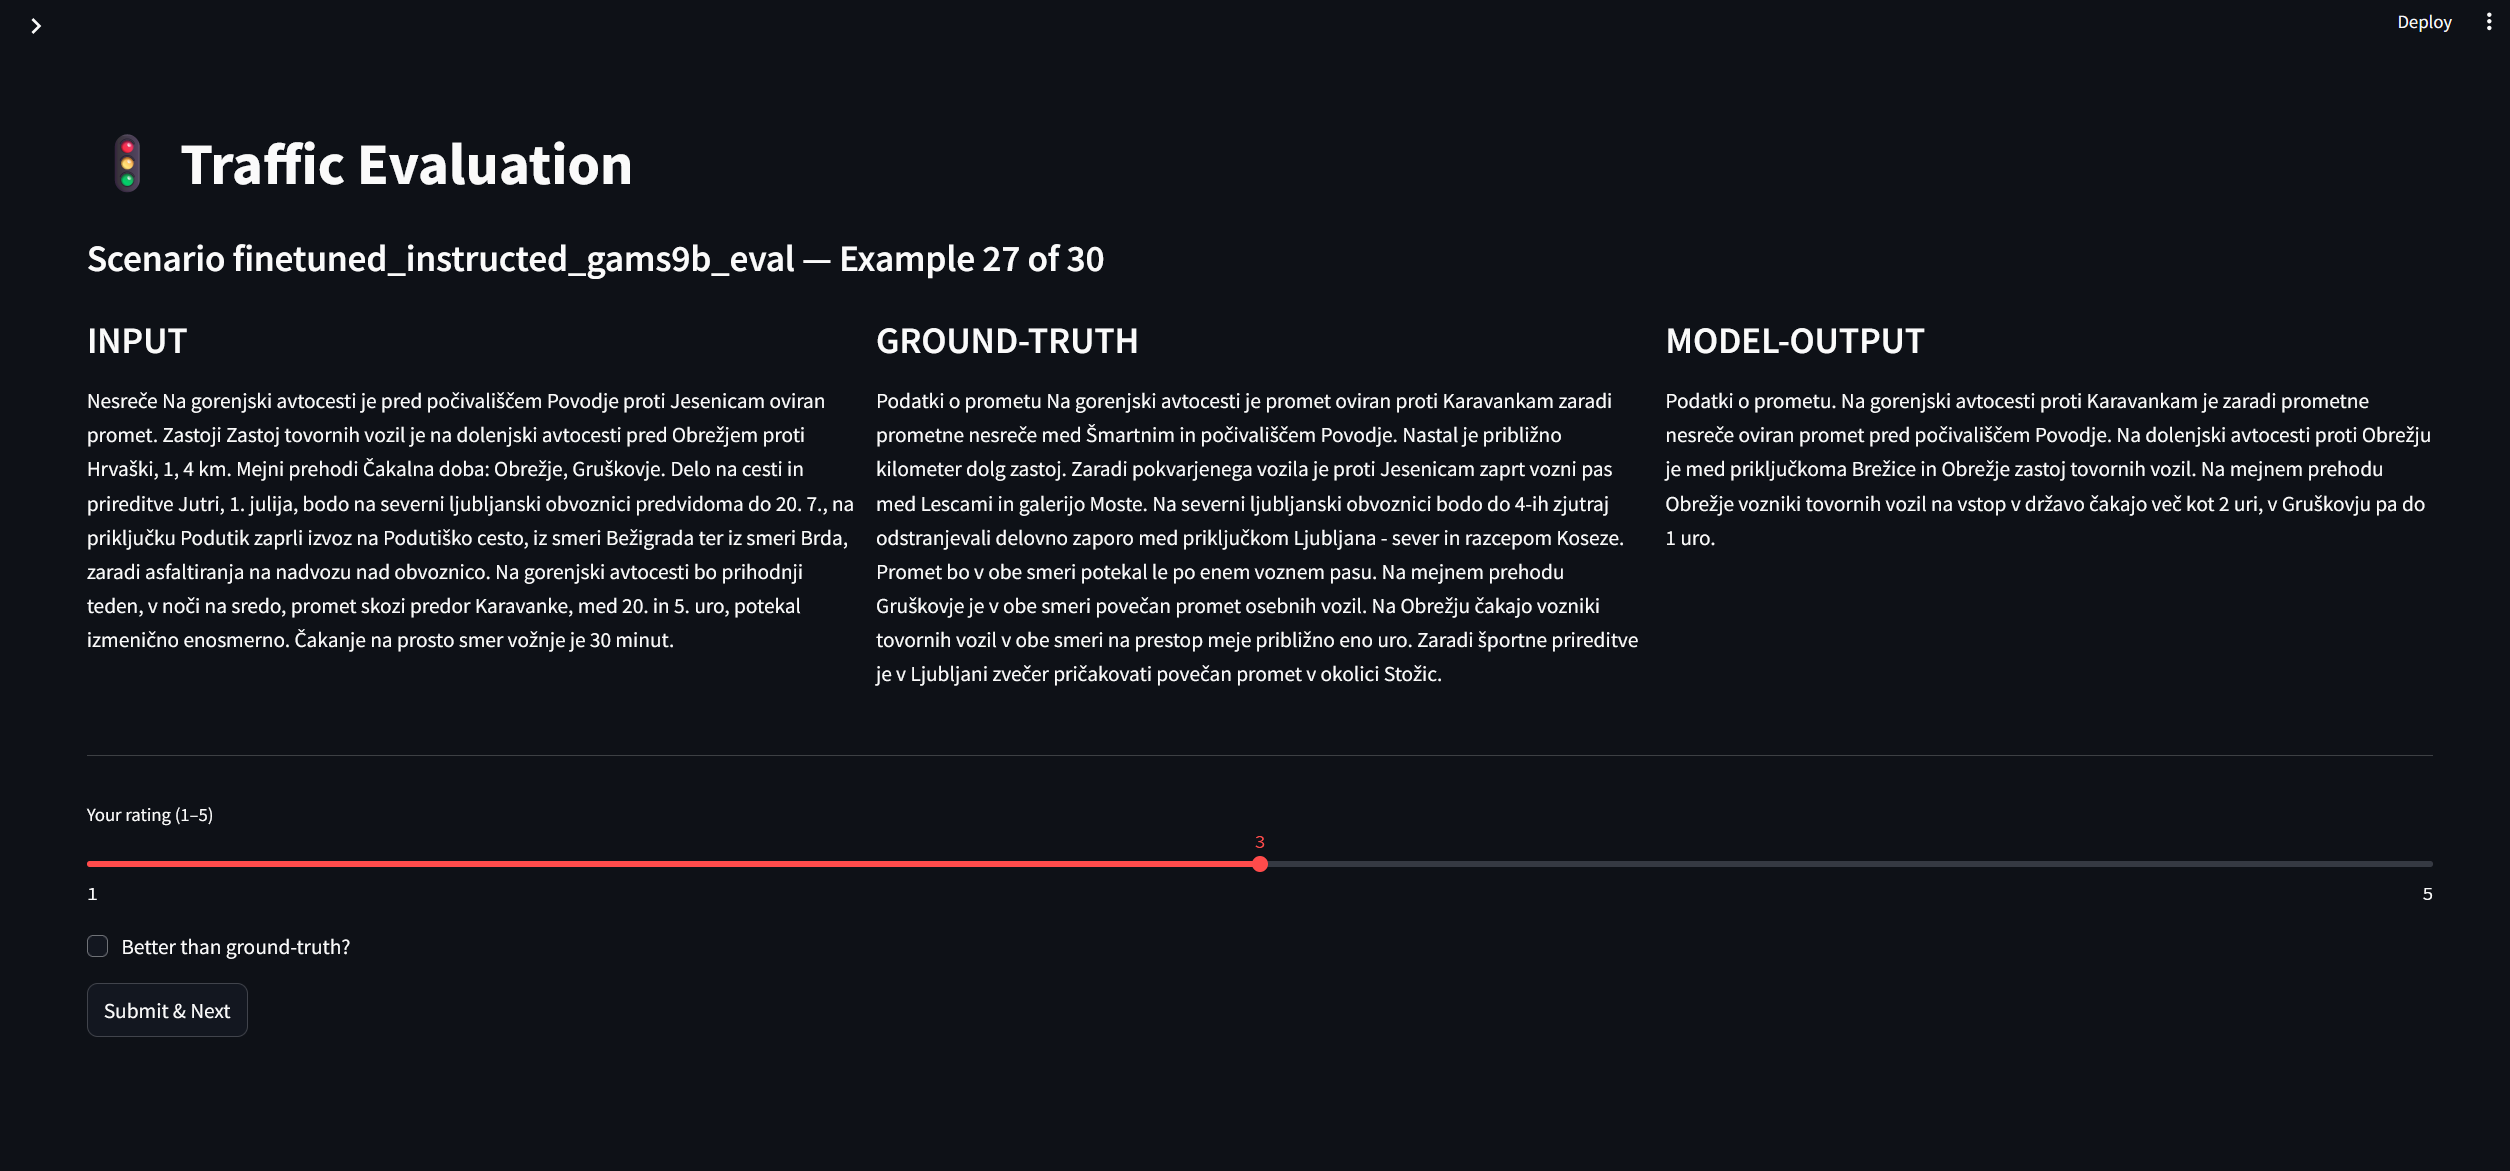 Deploy
Traffic Evaluation
Scenario finetuned_instructed_gams9b_eval — Example 27 of 30
INPUT
Nesreče Na gorenjski avtocesti je pred počivališčem Povodje proti Jesenicam oviran
promet. Zastoji Zastoj tovornih vozil je na dolenjski avtocesti pred Obrežjem proti
Hrvaški, 1, 4 km. Mejni prehodi Čakalna doba: Obrežje, Gruškovje. Delo na cesti in
prireditve Jutri, 1. julija, bodo na severni ljubljanski obvoznici predvidoma do 20. 7., na
priključku Podutik zaprli izvoz na Podutiško cesto, iz smeri Bežigrada ter iz smeri Brda,
zaradi asfaltiranja na nadvozu nad obvoznico. Na gorenjski avtocesti bo prihodnji
teden, v noči na sredo, promet skozi predor Karavanke, med 20. in 5. uro, potekal
izmenično enosmerno. Čakanje na prosto smer vožnje je 30 minut.
GROUND-TRUTH
Podatki o prometu Na gorenjski avtocesti je promet oviran proti Karavankam zaradi
prometne nesreče med Šmartnim in počivališčem Povodje. Nastal je približno
kilometer dolg zastoj. Zaradi pokvarjenega vozila je proti Jesenicam zaprt vozni pas
med Lescami in galerijo Moste. Na severni ljubljanski obvoznici bodo do 4-ih zjutraj
odstranjevali delovno zaporo med priključkom Ljubljana - sever in razcepom Koseze.
Promet bo v obe smeri potekal le po enem voznem pasu. Na mejnem prehodu
Gruškovje je v obe smeri povečan promet osebnih vozil. Na Obrežju čakajo vozniki
tovornih vozil v obe smeri na prestop meje približno eno uro. Zaradi športne prireditve
je v Ljubljani zvečer pričakovati povečan promet v okolici Stožic.
MODEL-OUTPUT
Podatki o prometu. Na gorenjski avtocesti proti Karavankam je zaradi prometne
nesreče oviran promet pred počivališčem Povodje. Na dolenjski avtocesti proti Obrežju
je med priključkoma Brežice in Obrežje zastoj tovornih vozil. Na mejnem prehodu
Obrežje vozniki tovornih vozil na vstop v državo čakajo več kot 2 uri, v Gruškovju pa do
1 uro.
Your rating (1–5)
3
1
5
Better than ground-truth?
Submit & Next